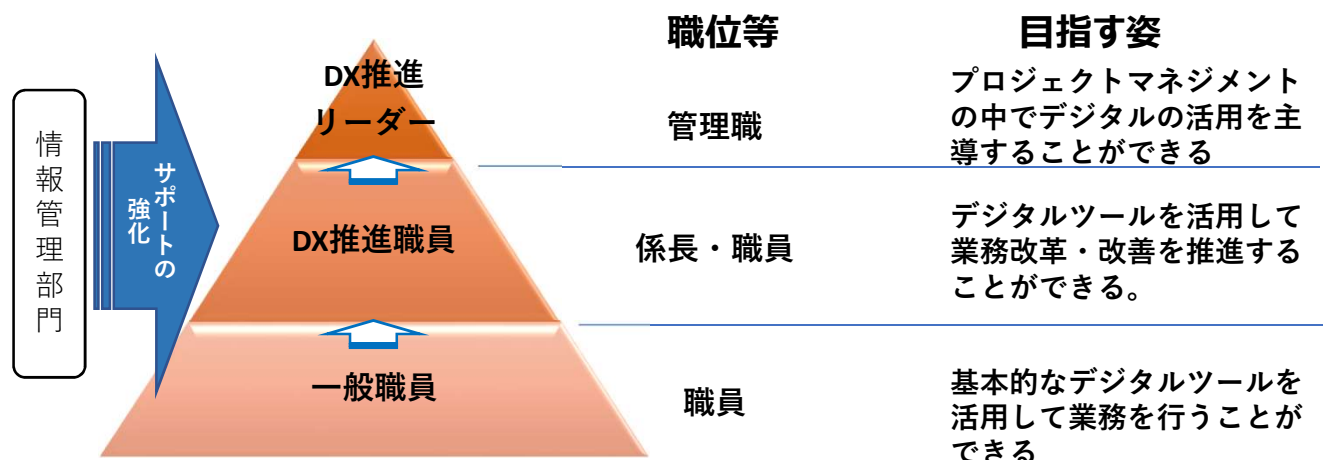 職位等
目指す姿
情報管理部門
サポートの
強化
DX推進
リーダー
管理職
プロジェクトマネジメント
の中でデジタルの活用を主
導することができる
DX推進職員
係長・職員
デジタルツールを活用して
業務改革・改善を推進する
ことができる。
一般職員
職員
基本的なデジタルツールを
活用して業務を行うことが
できる